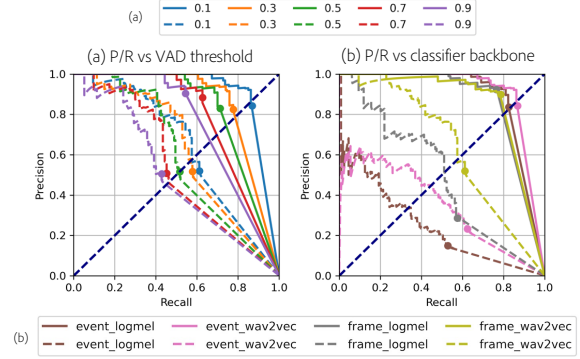 (a) 0.1 0.3 0.5 0.7 0.9
0.1 0.3 0.5 0.7 0.9
(a) P/R vs VAD threshold (b) P/R vs classifier backbone
1.0 1.0
0.8 0.8
0.6 0.6
0.4 0.4
0.2 0.2
0.0 0.0
Precision Precision
0.0 0.2 0.4 0.6 0.8 1.0 0.0 0.2 0.4 0.6 0.8 1.0
Recall Recall
(b) event_logmel event_wav2vec frame_logmel frame_wav2vec
event_logmel event_wav2vec frame_logmel frame_wav2vec